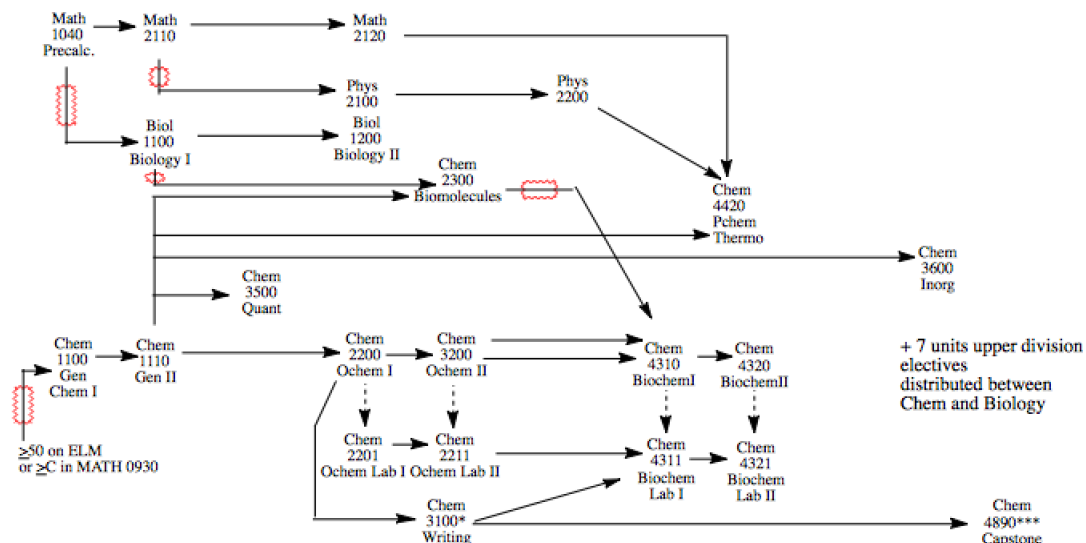 Math
1040
Precalc.
Math
2110
Math
2120
Phys
2100
Phys
2200
Biol
1100
Biology I
Biol
1200
Biology II
Chem
2300
Biomolecules
Chem
4420
Pchem
Thermo
Chem
3600
Inorg
Chem
3500
Quant
Chem
1100
Gen
Chem I
Chem
1110
Gen II
Chem
2200
Ochem I
Chem
3200
Ochem II
Chem
4310
BiochemI
Chem
4320
BiochemII
+ 7 units upper division
electives
distributed between
Chem and Biology
≥50 on ELM
or ≥C in MATH 0930
Chem
2201
Ochem Lab I
Chem
2211
Ochem Lab II
Chem
4311
Biochem
Lab I
Chem
4321
Biochem
Lab II
Chem
3100*
Writing
Chem
4890***
Capstone